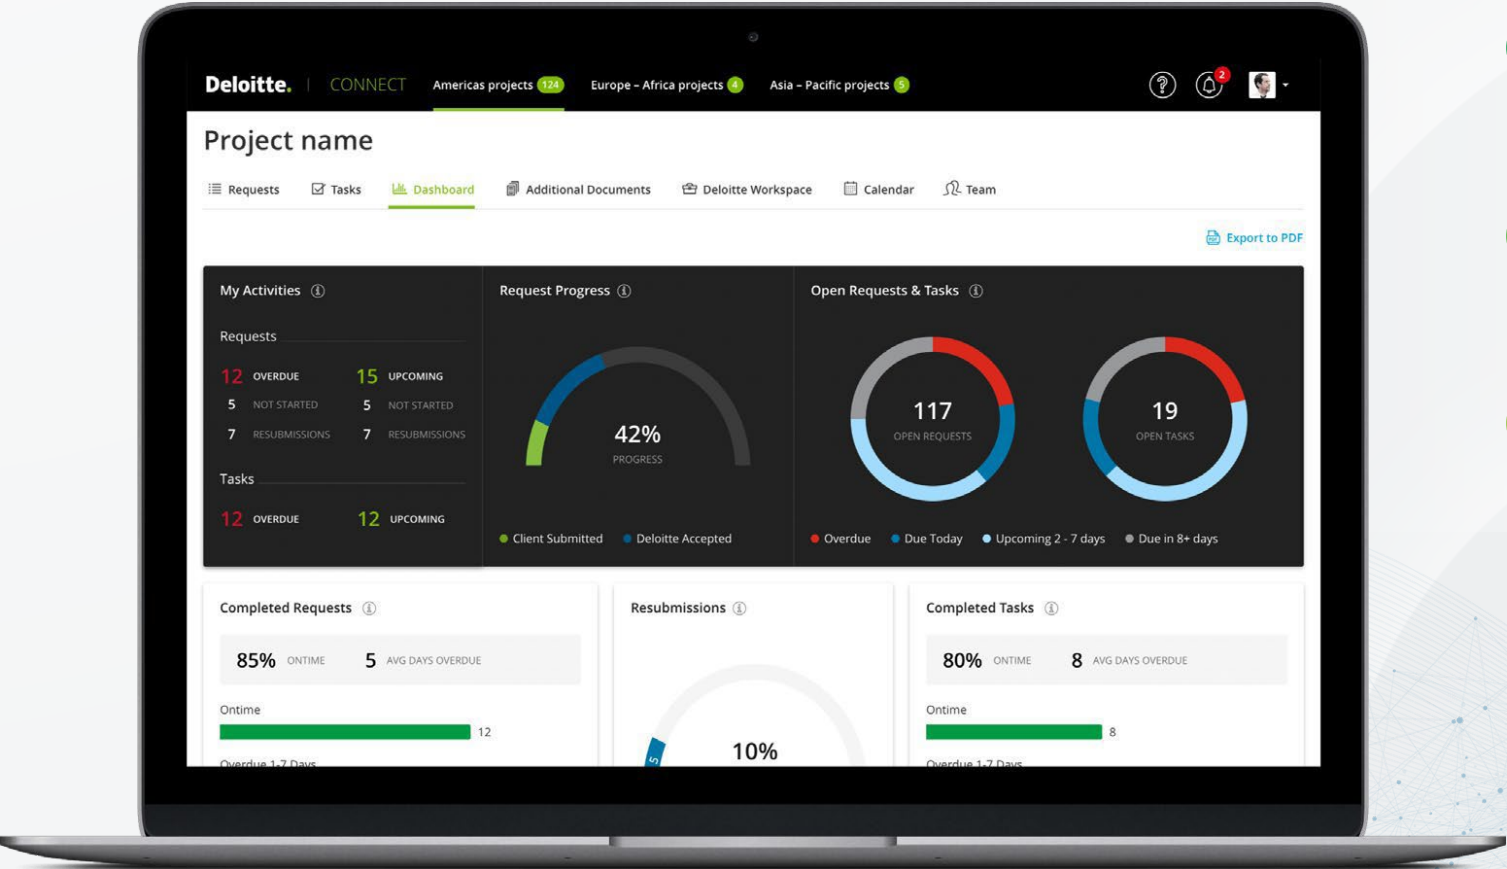 Deloitte. | CONNECT Americas projects 124 Europe – Africa projects 4 Asia – Pacific projects 5 2
Project name
Requests Tasks Dashboard Additional Documents Deloitte Workspace Calendar Team
Export to PDF
My Activities
Requests
12 OVERDUE 15 UPCOMING
5 NOT STARTED 5 NOT STARTED
7 RESUBMISSIONS 7 RESUBMISSIONS
Tasks
12 OVERDUE 12 UPCOMING
Request Progress
42%
PROGRESS
Client Submitted Deloitte Accepted
Open Requests & Tasks
117
OPEN REQUESTS
19
OPEN TASKS
Overdue Due Today Upcoming 2 - 7 days Due in 8+ days
Completed Requests
85% ONTIME 5 AVG DAYS OVERDUE
Ontime
12
Overdue 1-7 Days
Resubmissions
5
10%
Completed Tasks
80% ONTIME 8 AVG DAYS OVERDUE
Ontime
8
Overdue 1-7 Days